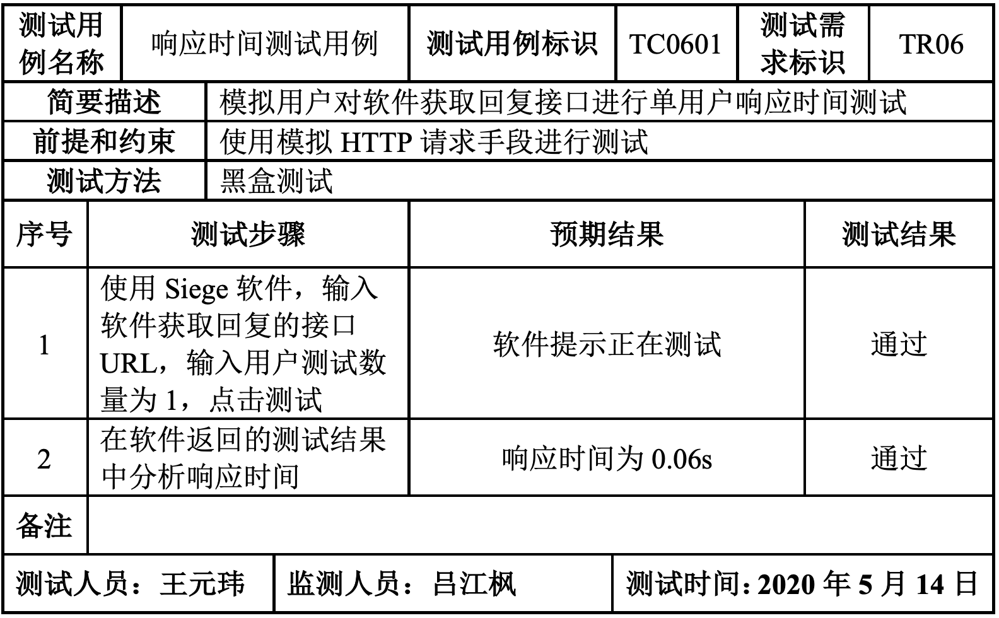 测试用
例名称
响应时间测试用例
测试用例标识
TC0601
测试需
求标识
TR06
简要描述
模拟用户对软件获取回复接口进行单用户响应时间测试
前提和约束
使用模拟 HTTP 请求手段进行测试
测试方法
黑盒测试
序号
测试步骤
预期结果
测试结果
1
使用 Siege 软件，输入
软件获取回复的接口
URL，输入用户测试数
量为 1，点击测试
软件提示正在测试
通过
2
在软件返回的测试结果
中分析响应时间
响应时间为 0.06s
通过
备注
测试人员：王元玮
监测人员：吕江枫
测试时间：2020 年 5 月 14 日